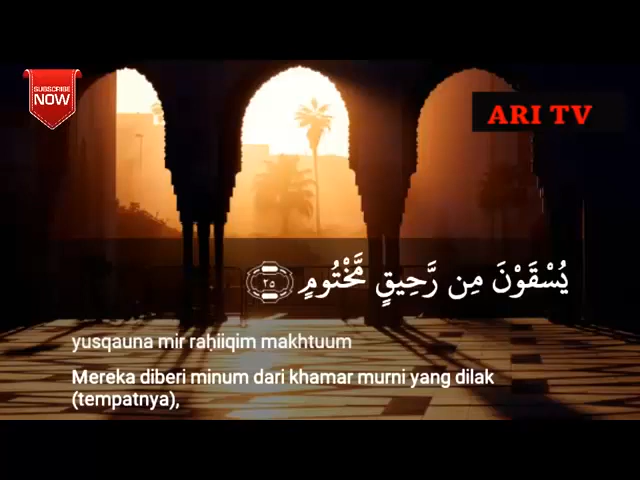 SUBSCRIBE
NOW
ARI TV
يُسْقَوْنَ مِن رَّحِيقٍ مَّخْتُومٍ ٢٥
yusqauna mir raḥiiqim makhtuum
Mereka diberi minum dari khamar murni yang dilak
(tempatnya),